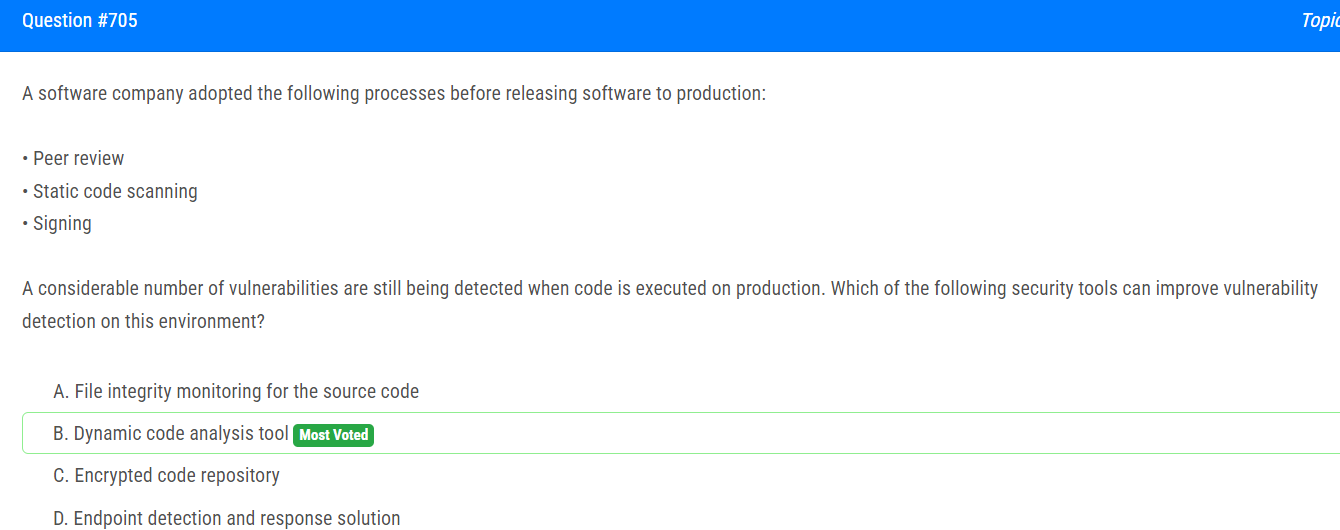 Question #705
Topic
A software company adopted the following processes before releasing software to production:
• Peer review
• Static code scanning
• Signing
A considerable number of vulnerabilities are still being detected when code is executed on production. Which of the following security tools can improve vulnerability
detection on this environment?
A. File integrity monitoring for the source code
B. Dynamic code analysis tool Most Voted
C. Encrypted code repository
D. Endpoint detection and response solution